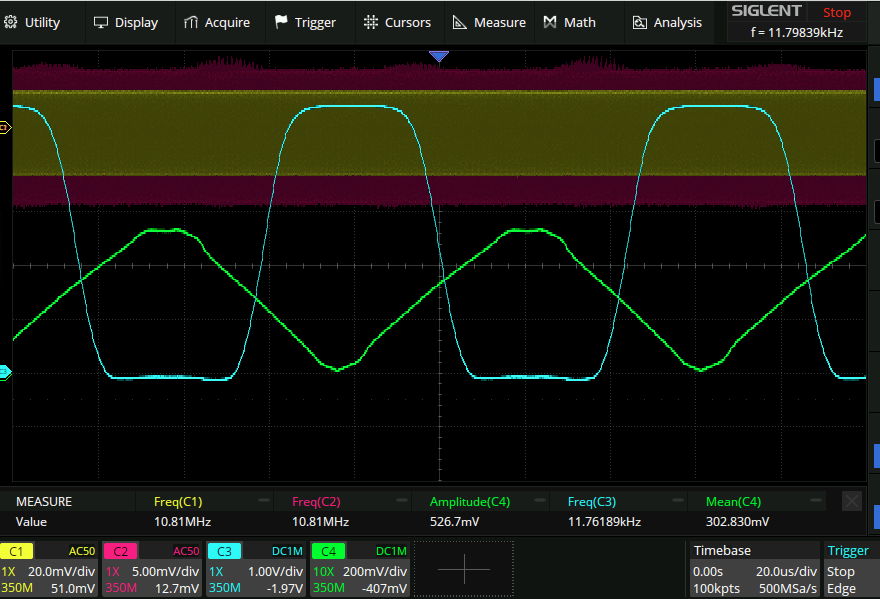 Utility Display Acquire Trigger Cursors Measure Math Analysis
SIGLENT Stop
f = 11.79839kHz
C1
MEASURE Freq(C1) Freq(C2) Amplitude(C4) Freq(C3) Mean(C4)
Value 10.81MHz 10.81MHz 526.7mV 11.76189kHz 302.830mV
C1 AC50 C2 AC50 C3 DC1M C4 DC1M Timebase Trigger
1X 20.0mV/div 1X 5.00mV/div 1X 1.00V/div 10X 200mV/div 0.00s 20.0us/div Stop
350M 51.0mV 350M 12.7mV 350M -1.97V 350M -407mV 100kpts 500MSa/s Edge